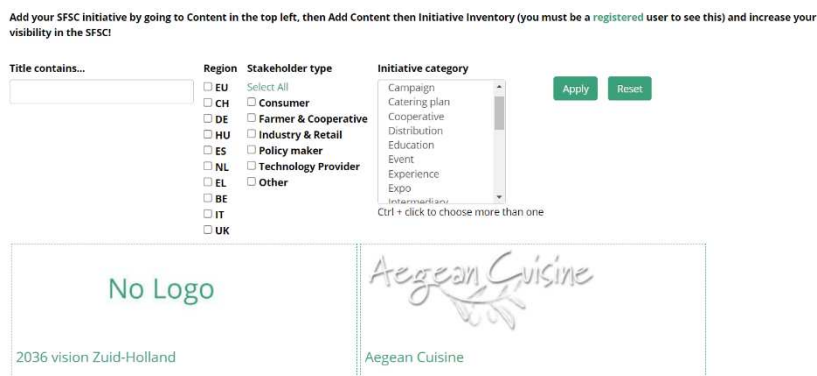 Add your SFSC initiative by going to Content in the top left, then Add Content then Initiative Inventory (you must be a registered user to see this) and increase your
visibility in the SFSC!
Title contains...
Region
EU
CH
DE
HU
ES
NL
EL
BE
IT
UK
Stakeholder type
Select All
Consumer
Farmer & Cooperative
Industry & Retail
Policy maker
Technology Provider
Other
Initiative category
Campaign
Catering plan
Cooperative
Distribution
Education
Event
Experience
Expo
Intermediary
Ctrl + click to choose more than one
Apply
Reset
No Logo
2036 vision Zuid-Holland
Aegean Cuisine
Aegean Cuisine